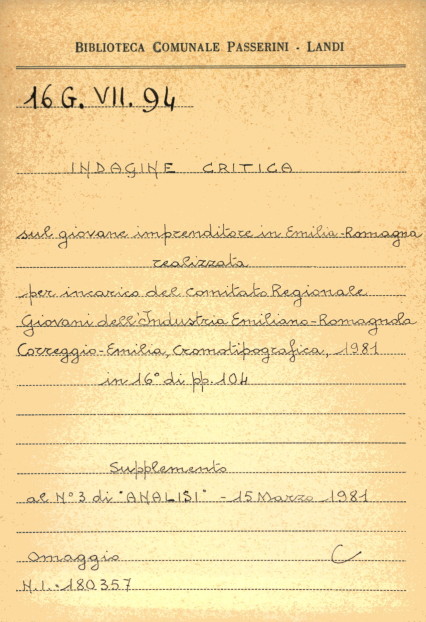 BIBLIOTECA COMUNALE PASSERINI - LANDI
16 G. VII. 94
INDAGINE CRITICA
sul giovane imprenditore in Emilia-Romagna
realizzata
per incarico del Comitato Regionale
Giovani dell'Industria Emiliano-Romagnola
Correggio-Emilia, Cromotipografica, 1981
in 16° di pp. 104
Supplemento
al N°3 di "ANALISI" - 15 Marzo 1981
Omaggio C
N.I. 180357